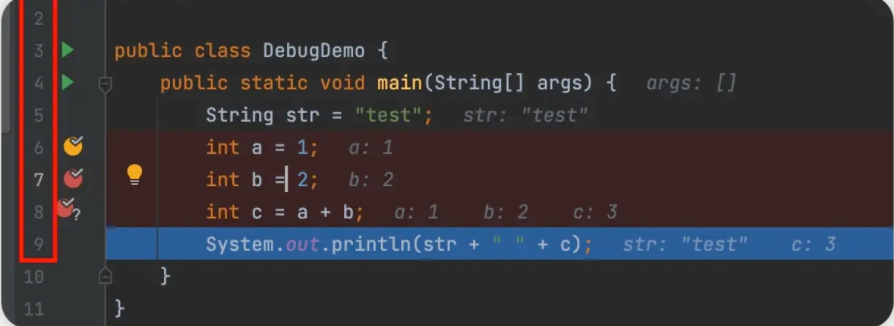 2
3 public class DebugDemo {
4 public static void main(String[] args) { args: []
5 String str = "test"; str: "test"
6 int a = 1; a: 1
7 int b = 2; b: 2
8 ? int c = a + b; a: 1 b: 2 c: 3
9 System.out.println(str + " " + c); str: "test" c: 3
10 }
11 }